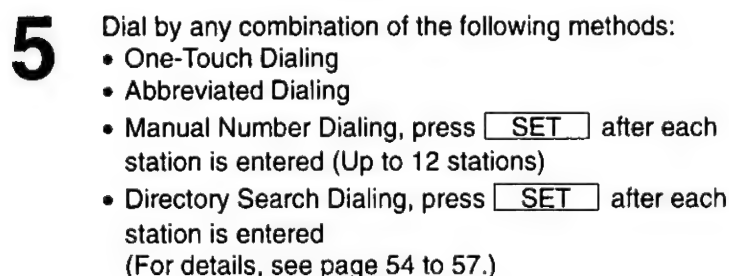 5 Dial by any combination of the following methods:
• One-Touch Dialing
• Abbreviated Dialing
• Manual Number Dialing, press SET after each
station is entered (Up to 12 stations)
• Directory Search Dialing, press SET after each
station is entered
(For details, see page 54 to 57.)